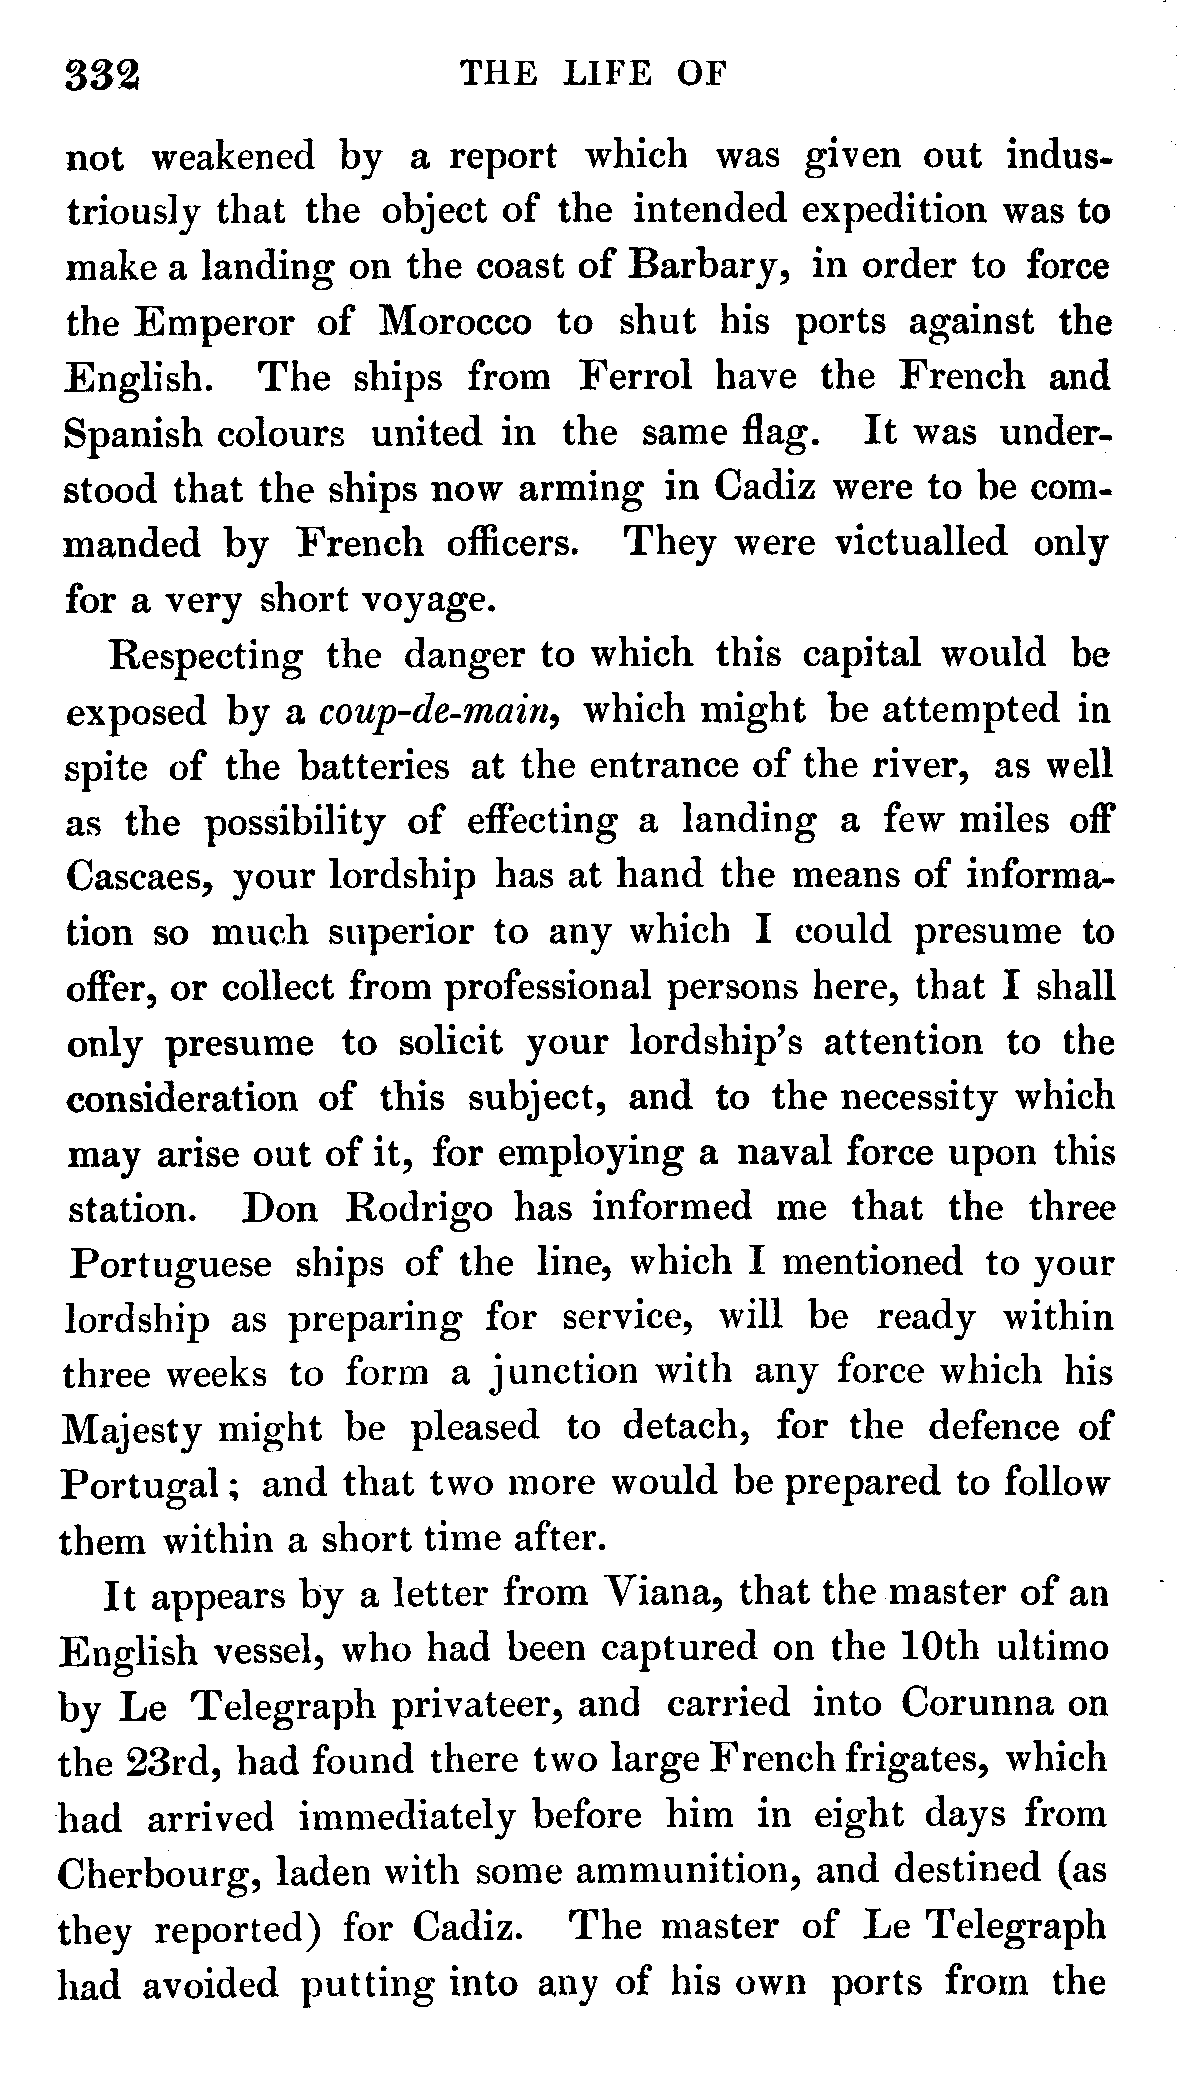 332 THE LIFE OF
not weakened by a report which was given out indus-
triously that the object of the intended expedition was to
make a landing on the coast of Barbary, in order to force
the Emperor of Morocco to shut his ports against the
English. The ships from Ferrol have the French and
Spanish colours united in the same flag. It was under-
stood that the ships now arming in Cadiz were to be com-
manded by French officers. They were victualled only
for a very short voyage.
Respecting the danger to which this capital would be
exposed by a coup-de-main, which might be attempted in
spite of the batteries at the entrance of the river, as well
as the possibility of effecting a landing a few miles off
Cascaes, your lordship has at hand the means of informa-
tion so much superior to any which I could presume to
offer, or collect from professional persons here, that I shall
only presume to solicit your lordship's attention to the
consideration of this subject, and to the necessity which
may arise out of it, for employing a naval force upon this
station. Don Rodrigo has informed me that the three
Portuguese ships of the line, which I mentioned to your
lordship as preparing for service, will be ready within
three weeks to form a junction with any force which his
Majesty might be pleased to detach, for the defence of
Portugal; and that two more would be prepared to follow
them within a short time after.
It appears by a letter from Viana, that the master of an
English vessel, who had been captured on the 10th ultimo
by Le Telegraph privateer, and carried into Corunna on
the 23rd, had found there two large French frigates, which
had arrived immediately before him in eight days from
Cherbourg, laden with some ammunition, and destined (as
they reported) for Cadiz. The master of Le Telegraph
had avoided putting into any of his own ports from the